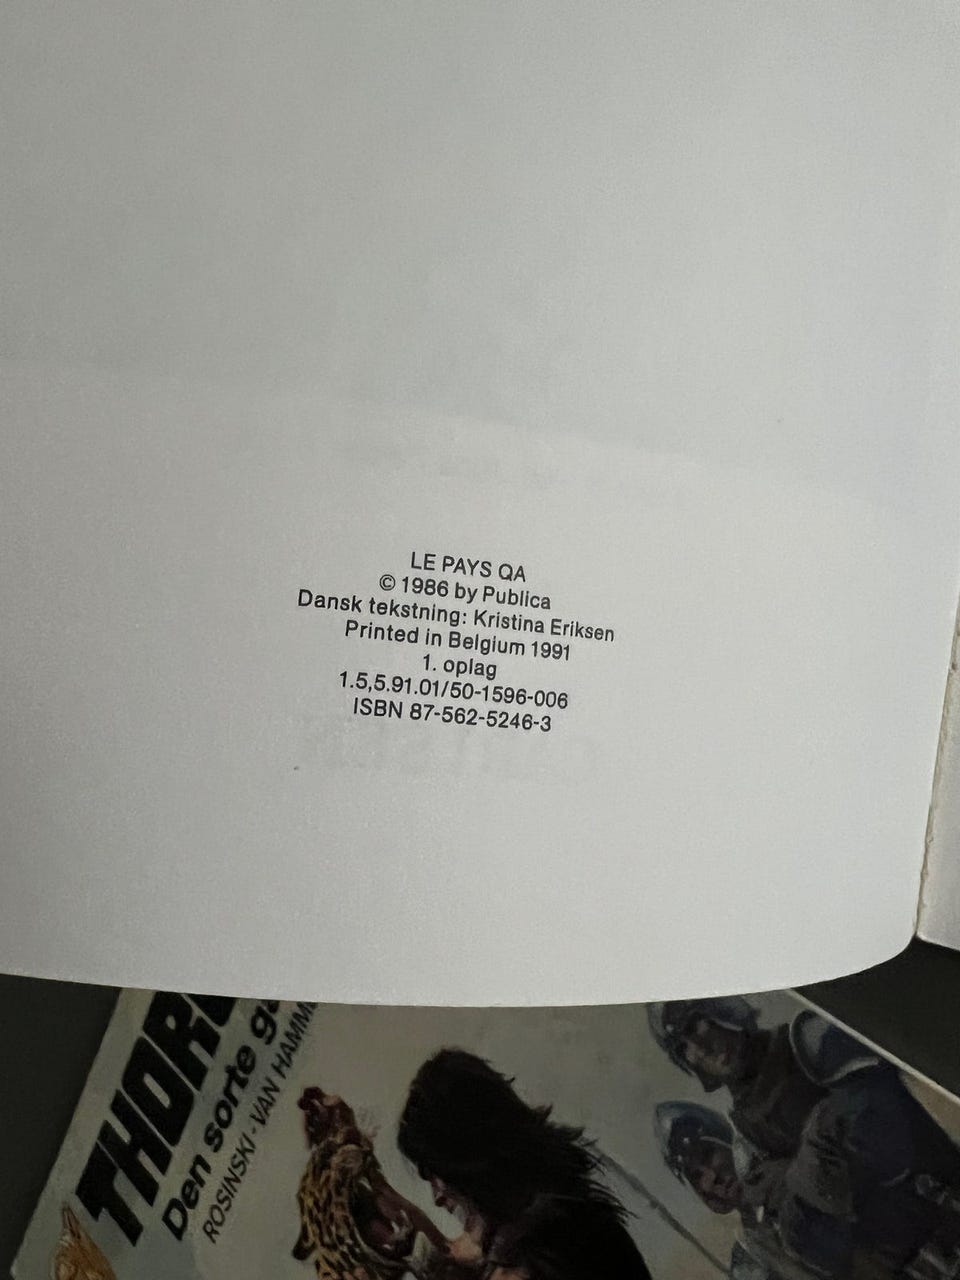 LE PAYS QA
© 1986 by Publica
Dansk tekstning: Kristina Eriksen
Printed in Belgium 1991
1. oplag
1.5,5.91.01/50-1596-006
ISBN 87-562-5246-3
THOR
Den sorte
ROSINSKI - VAN HAMM